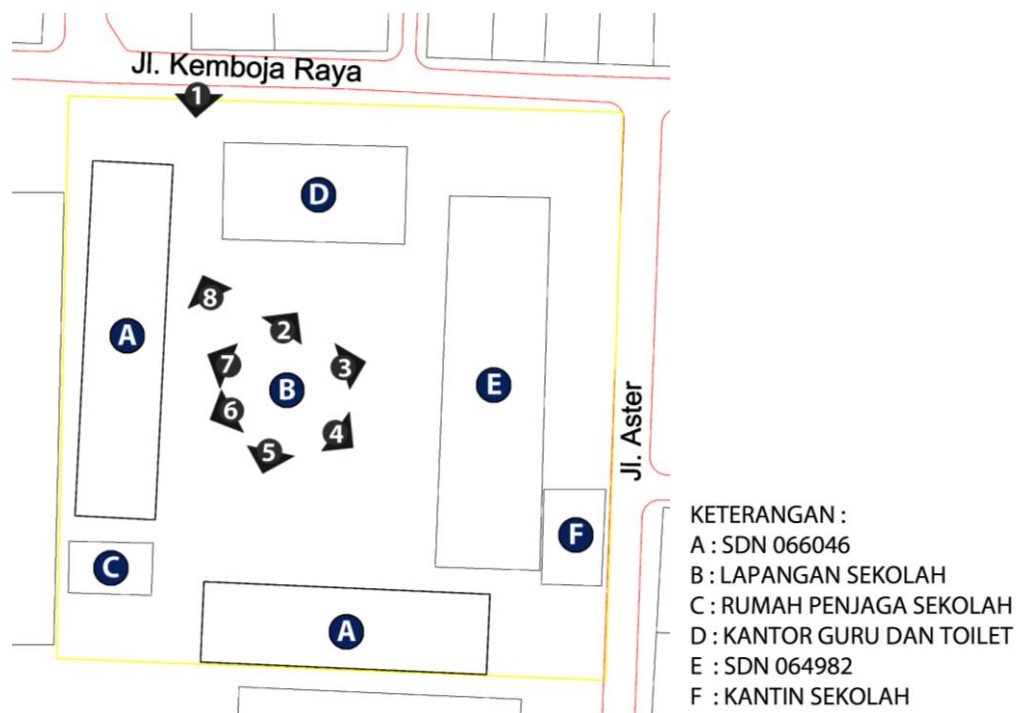 Jl. Kemboja Raya
1
D
8
2
A
7
3
B
E
6
4
5
Jl. Aster
F
C
A
KETERANGAN :
A : SDN 066046
B : LAPANGAN SEKOLAH
C : RUMAH PENJAGA SEKOLAH
D : KANTOR GURU DAN TOILET
E : SDN 064982
F : KANTIN SEKOLAH